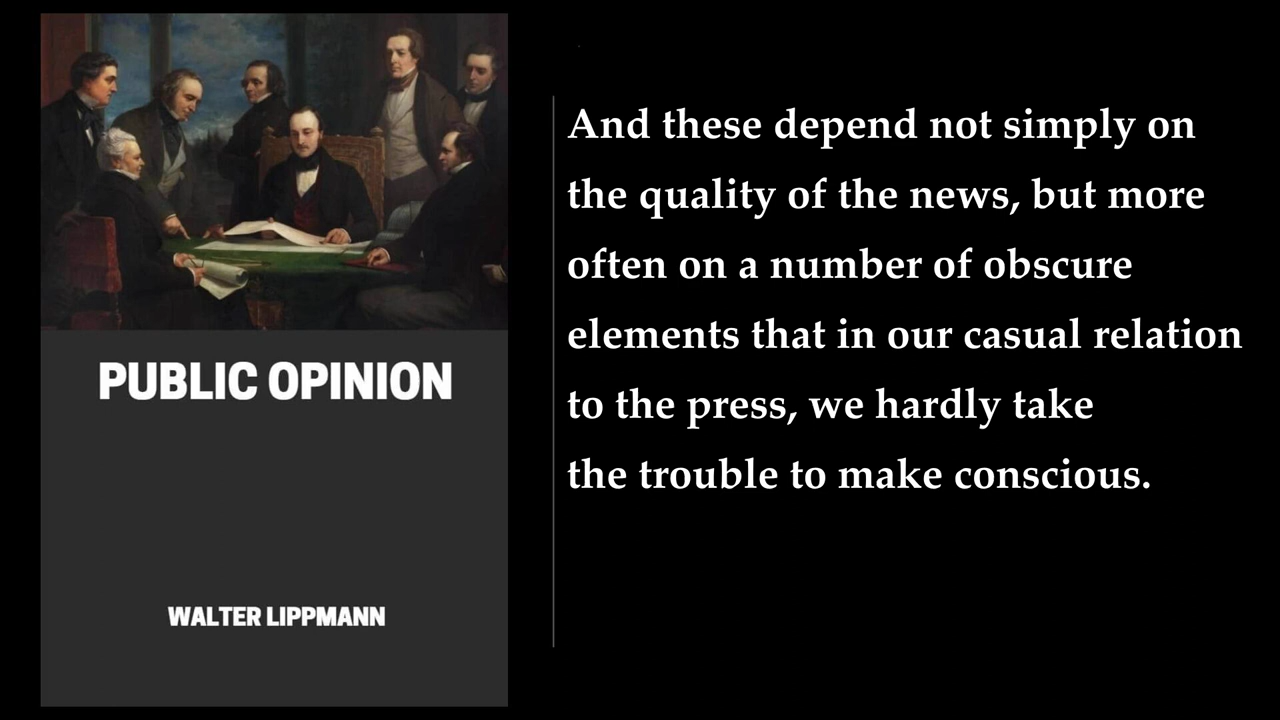 PUBLIC OPINION
WALTER LIPPMANN
And these depend not simply on
the quality of the news, but more
often on a number of obscure
elements that in our casual relation
to the press, we hardly take
the trouble to make conscious.